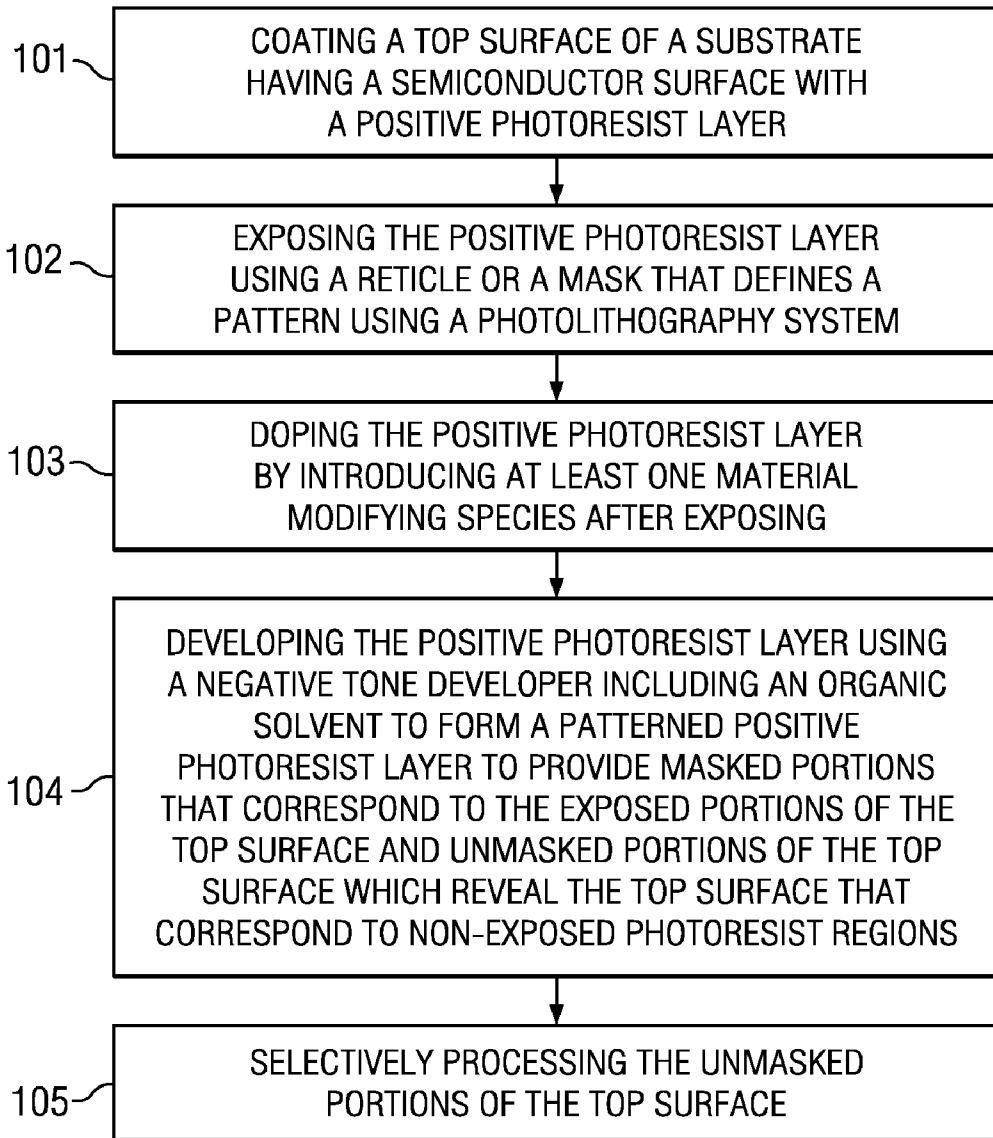 101
COATING A TOP SURFACE OF A SUBSTRATE
HAVING A SEMICONDUCTOR SURFACE WITH
A POSITIVE PHOTORESIST LAYER
102
EXPOSING THE POSITIVE PHOTORESIST LAYER
USING A RETICLE OR A MASK THAT DEFINES A
PATTERN USING A PHOTOLITHOGRAPHY SYSTEM
103
DOPING THE POSITIVE PHOTORESIST LAYER
BY INTRODUCING AT LEAST ONE MATERIAL
MODIFYING SPECIES AFTER EXPOSING
104
DEVELOPING THE POSITIVE PHOTORESIST LAYER USING
A NEGATIVE TONE DEVELOPER INCLUDING AN ORGANIC
SOLVENT TO FORM A PATTERNED POSITIVE
PHOTORESIST LAYER TO PROVIDE MASKED PORTIONS
THAT CORRESPOND TO THE EXPOSED PORTIONS OF THE
TOP SURFACE AND UNMASKED PORTIONS OF THE TOP
SURFACE WHICH REVEAL THE TOP SURFACE THAT
CORRESPOND TO NON-EXPOSED PHOTORESIST REGIONS
105
SELECTIVELY PROCESSING THE UNMASKED
PORTIONS OF THE TOP SURFACE